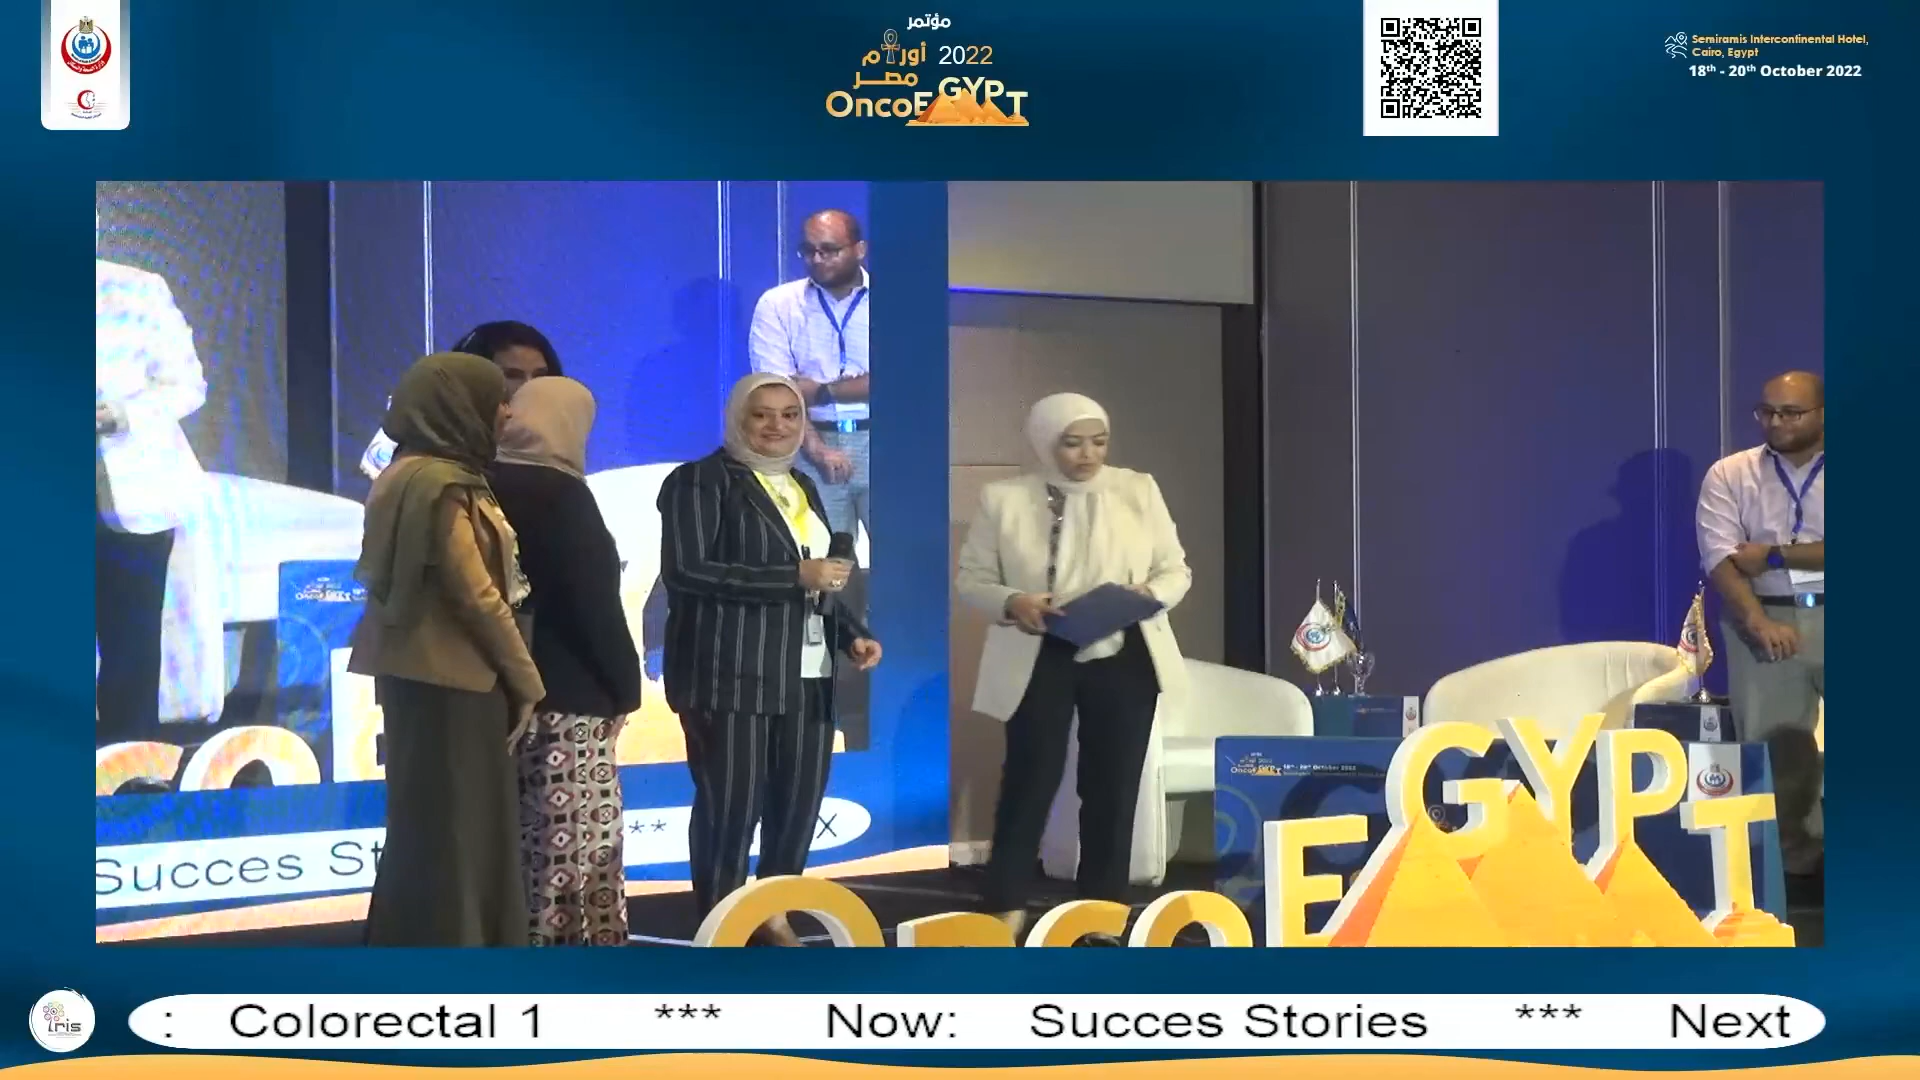 مؤتمر
أورام 2022
مصر
OncoEGYPT
Semiramis Intercontinental Hotel,
Cairo, Egypt
18th - 20th October 2022
Succes St
** X
OncoEGYPT
iris
: Colorectal 1 *** Now: Succes Stories *** Next